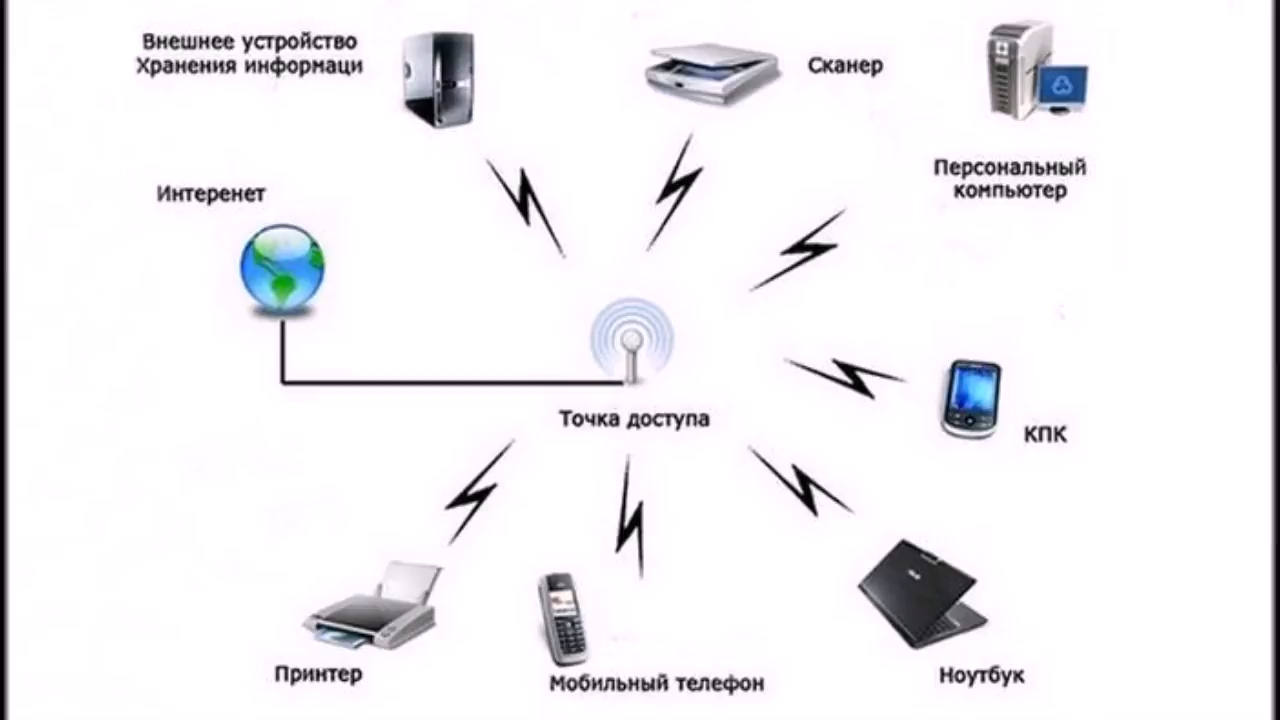 Внешнее устройство
Хранения информаци
Сканер
Персональный
компьютер
Интеренет
Точка доступа
КПК
Принтер
Мобильный телефон
Ноутбук